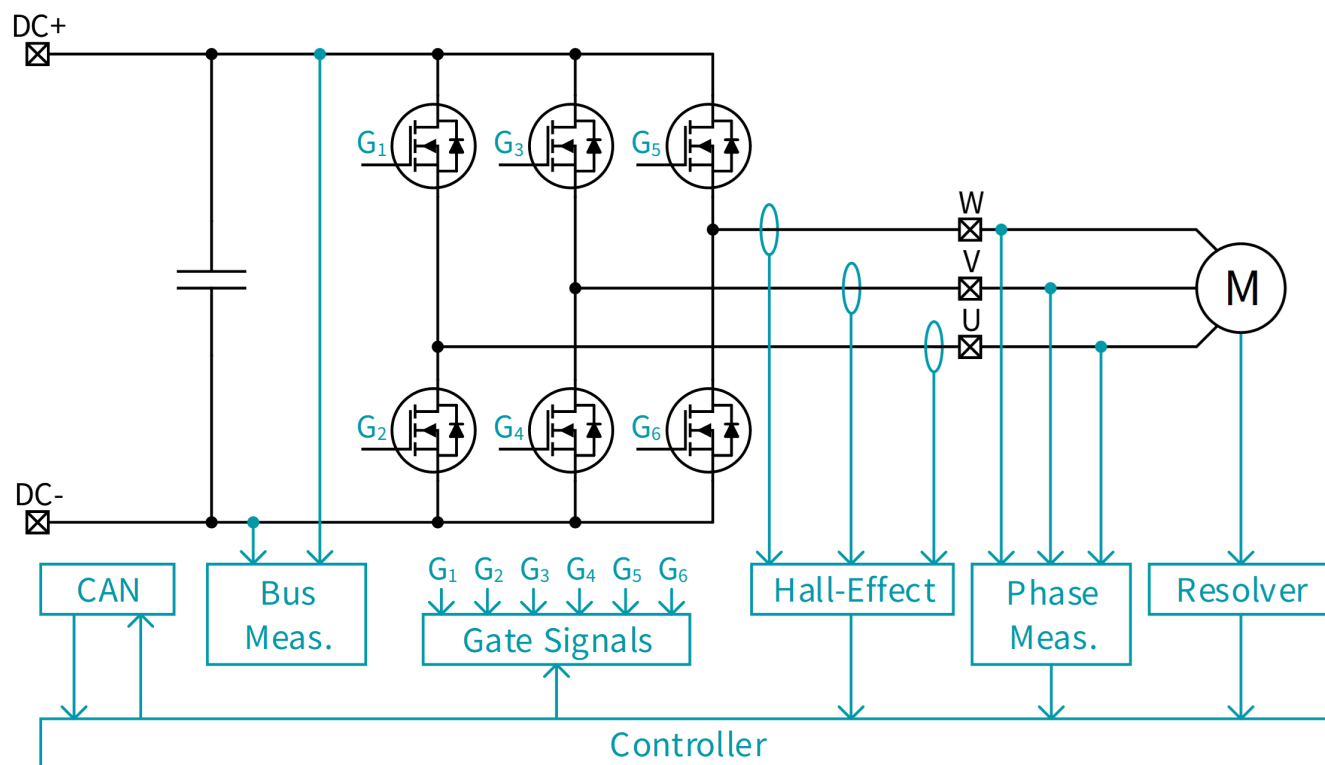 DC+
G₁
G₃
G₅
W
V
M
U
G₂
G₄
G₆
DC-
G₁ G₂ G₃ G₄ G₅ G₆
CAN
Bus
Meas.
Gate Signals
Hall-Effect
Phase
Meas.
Resolver
Controller